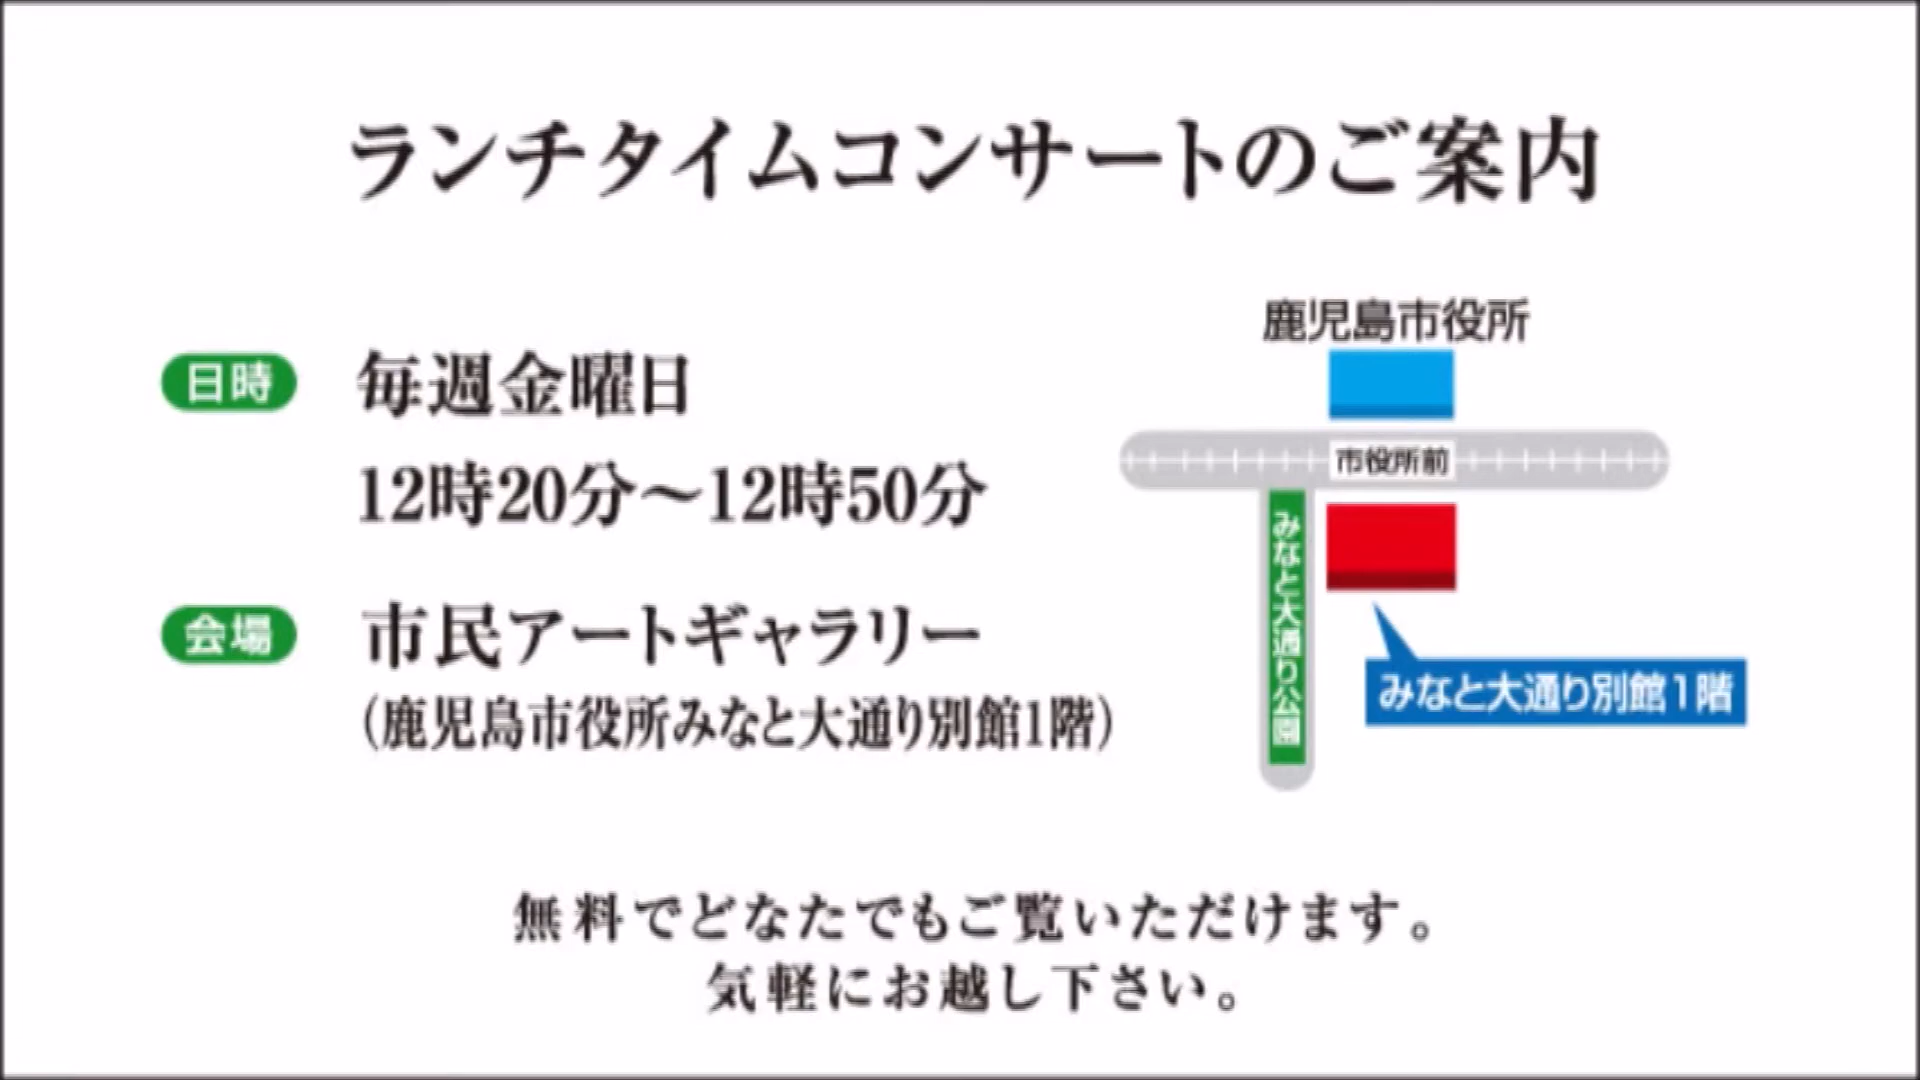 ランチタイムコンサートのご案内
日時
毎週金曜日
12時20分～12時50分
会場
市民アートギャラリー
（鹿児島市役所みなと大通り別館1階）
鹿児島市役所
市役所前
みなと大通り公園
みなと大通り別館1階
無料でどなたでもご覧いただけます。
気軽にお越し下さい。